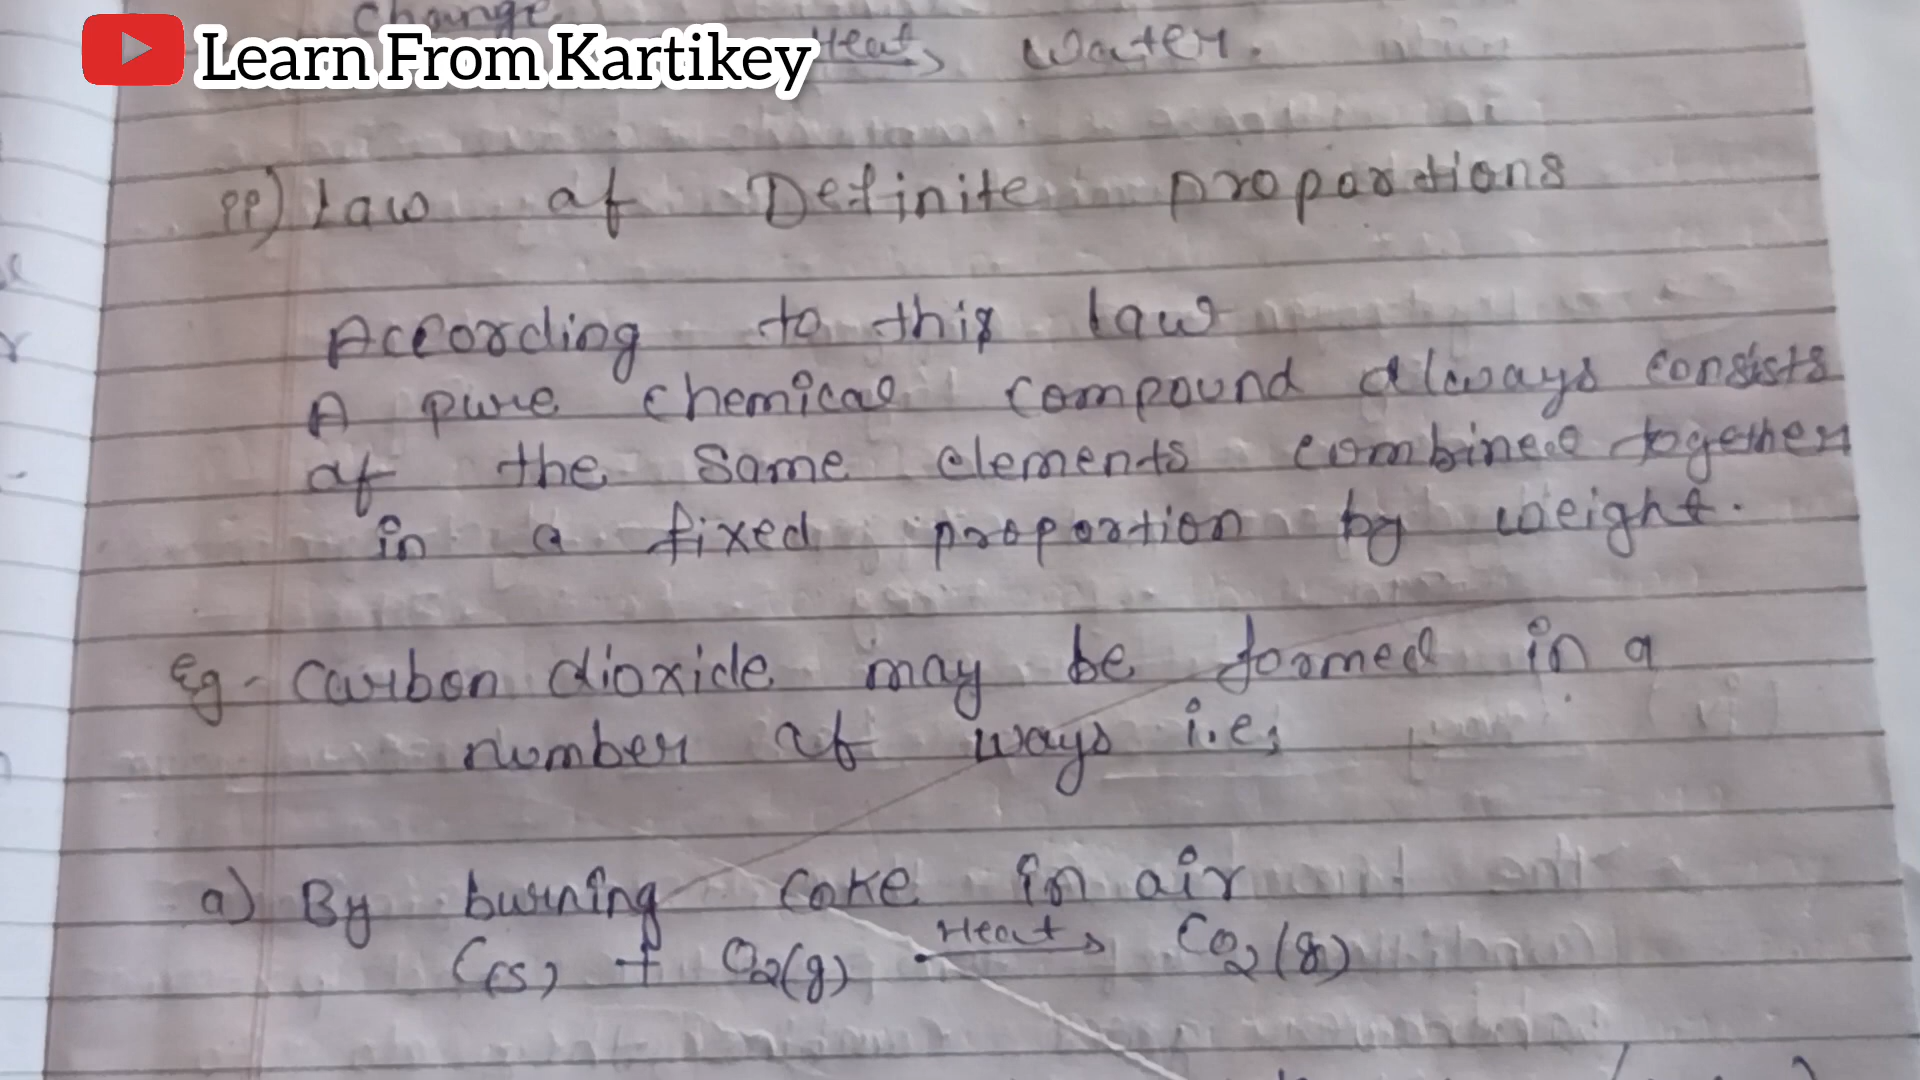 Change
Learn From Kartikey
Heat Water.
ii) Law of Definite proportions
According to this law
A pure chemical compound always consists
of the same elements combined together
in a fixed proportion by weight.
Eg - Carbon dioxide may be formed in a
number of ways i.e,
a) By burning coke in air
C(s) + O2(g) Heat→ CO2(g)